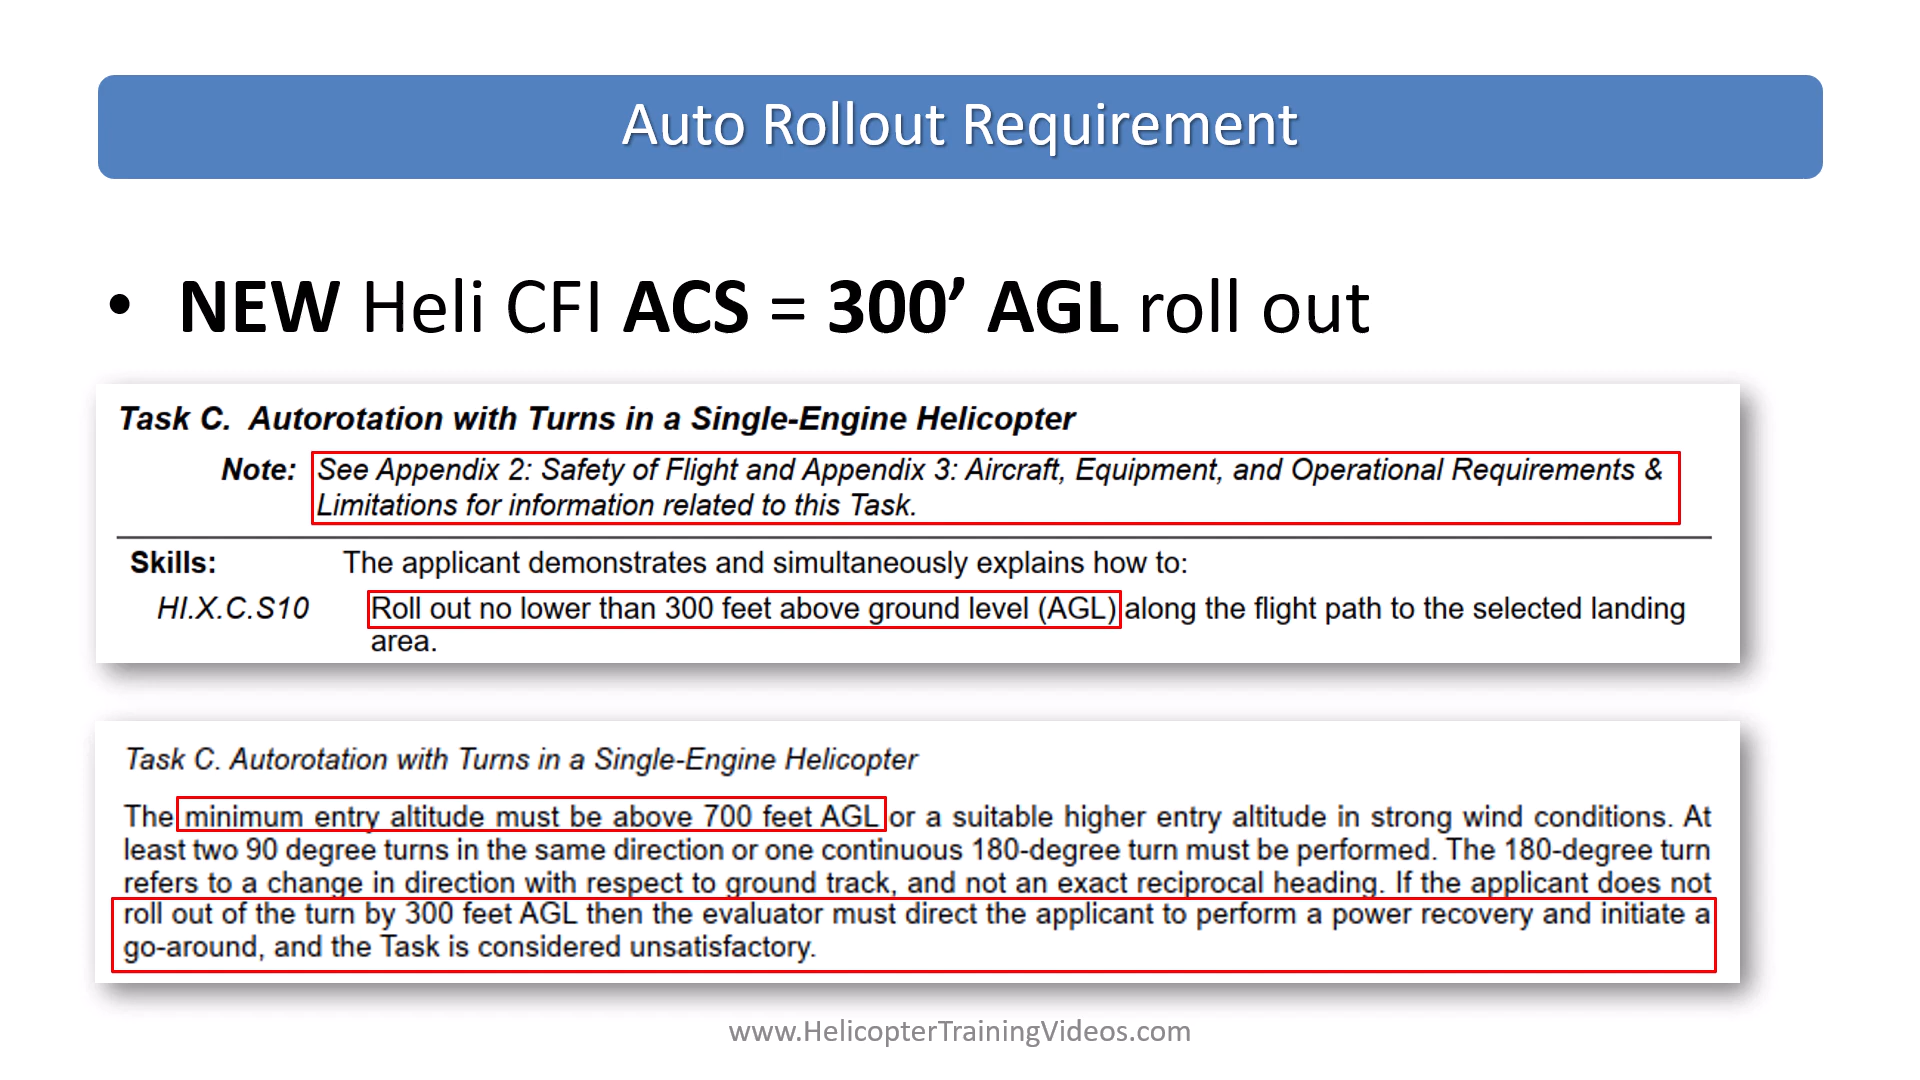 Auto Rollout Requirement
• NEW Heli CFI ACS = 300’ AGL roll out
Task C. Autorotation with Turns in a Single-Engine Helicopter
Note: See Appendix 2: Safety of Flight and Appendix 3: Aircraft, Equipment, and Operational Requirements &
Limitations for information related to this Task.
Skills: The applicant demonstrates and simultaneously explains how to:
HI.X.C.S10 Roll out no lower than 300 feet above ground level (AGL) along the flight path to the selected landing
area.
Task C. Autorotation with Turns in a Single-Engine Helicopter
The minimum entry altitude must be above 700 feet AGL or a suitable higher entry altitude in strong wind conditions. At
least two 90 degree turns in the same direction or one continuous 180-degree turn must be performed. The 180-degree turn
refers to a change in direction with respect to ground track, and not an exact reciprocal heading. If the applicant does not
roll out of the turn by 300 feet AGL then the evaluator must direct the applicant to perform a power recovery and initiate a
go-around, and the Task is considered unsatisfactory.
www.HelicopterTrainingVideos.com